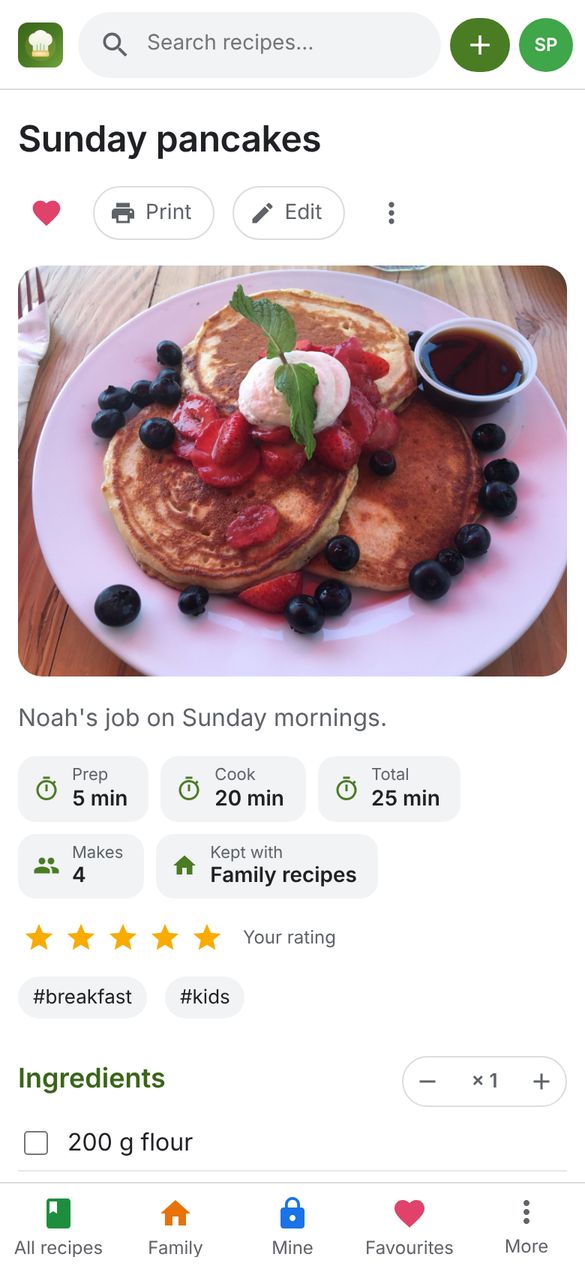 Search recipes...
SP
Sunday pancakes
Print
Edit
Noah's job on Sunday mornings.
Prep
5 min
Cook
20 min
Total
25 min
Makes
4
Kept with
Family recipes
Your rating
#breakfast
#kids
Ingredients
× 1
200 g flour
All recipes
Family
Mine
Favourites
More